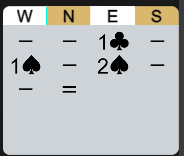 W N E S
– – 1♣ –
1♠ – 2♠ –
– =